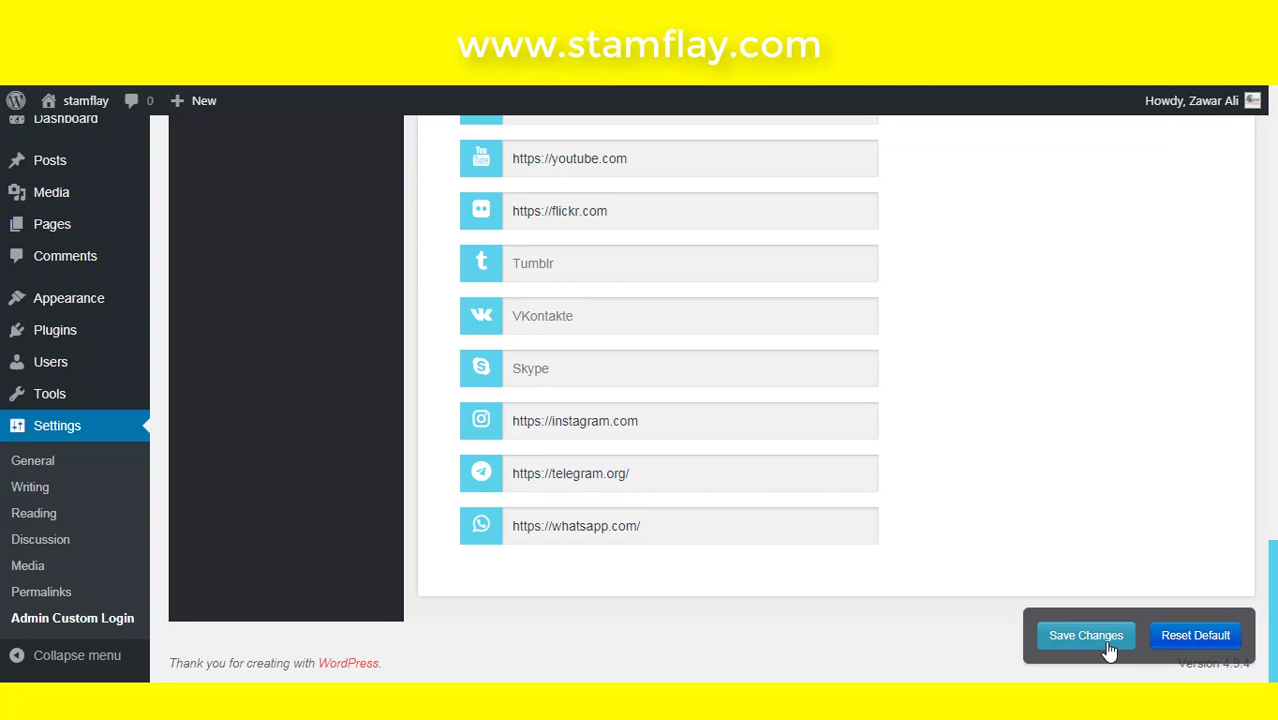 www.stamflay.com
stamflay 0 New Howdy, Zawar Ali
Dashboard
Posts
Media
Pages
Comments
Appearance
Plugins
Users
Tools
Settings
General
Writing
Reading
Discussion
Media
Permalinks
Admin Custom Login
Collapse menu
You Tube https://youtube.com
https://flickr.com
t Tumblr
VKontakte
Skype
https://instagram.com
https://telegram.org/
https://whatsapp.com/
Save Changes Reset Default
Thank you for creating with WordPress.
Version 4.9.4